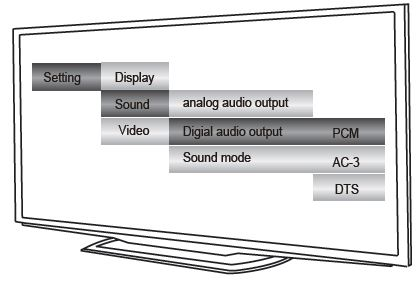 Setting Display
Sound analog audio output
Video Digial audio output PCM
Sound mode AC-3
DTS